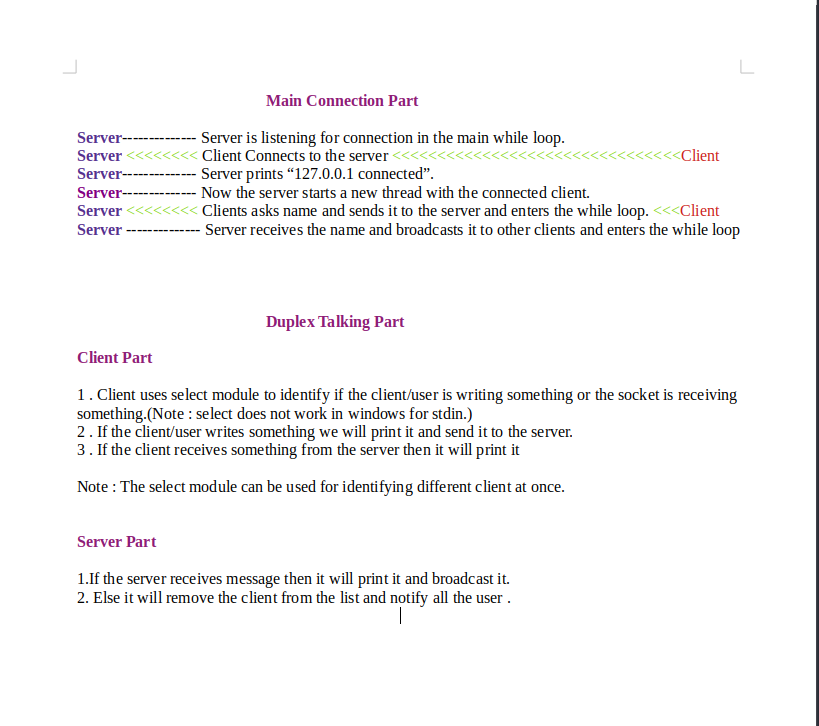 Main Connection Part
Server-------------- Server is listening for connection in the main while loop.
Server <<<<<<<< Client Connects to the server <<<<<<<<<<<<<<<<<<<<<<<<<<<<<<<<Client
Server-------------- Server prints “127.0.0.1 connected”.
Server-------------- Now the server starts a new thread with the connected client.
Server <<<<<<<< Clients asks name and sends it to the server and enters the while loop. <<<Client
Server -------------- Server receives the name and broadcasts it to other clients and enters the while loop
Duplex Talking Part
Client Part
1 . Client uses select module to identify if the client/user is writing something or the socket is receiving
something.(Note : select does not work in windows for stdin.)
2 . If the client/user writes something we will print it and send it to the server.
3 . If the client receives something from the server then it will print it
Note : The select module can be used for identifying different client at once.
Server Part
1.If the server receives message then it will print it and broadcast it.
2. Else it will remove the client from the list and notify all the user .